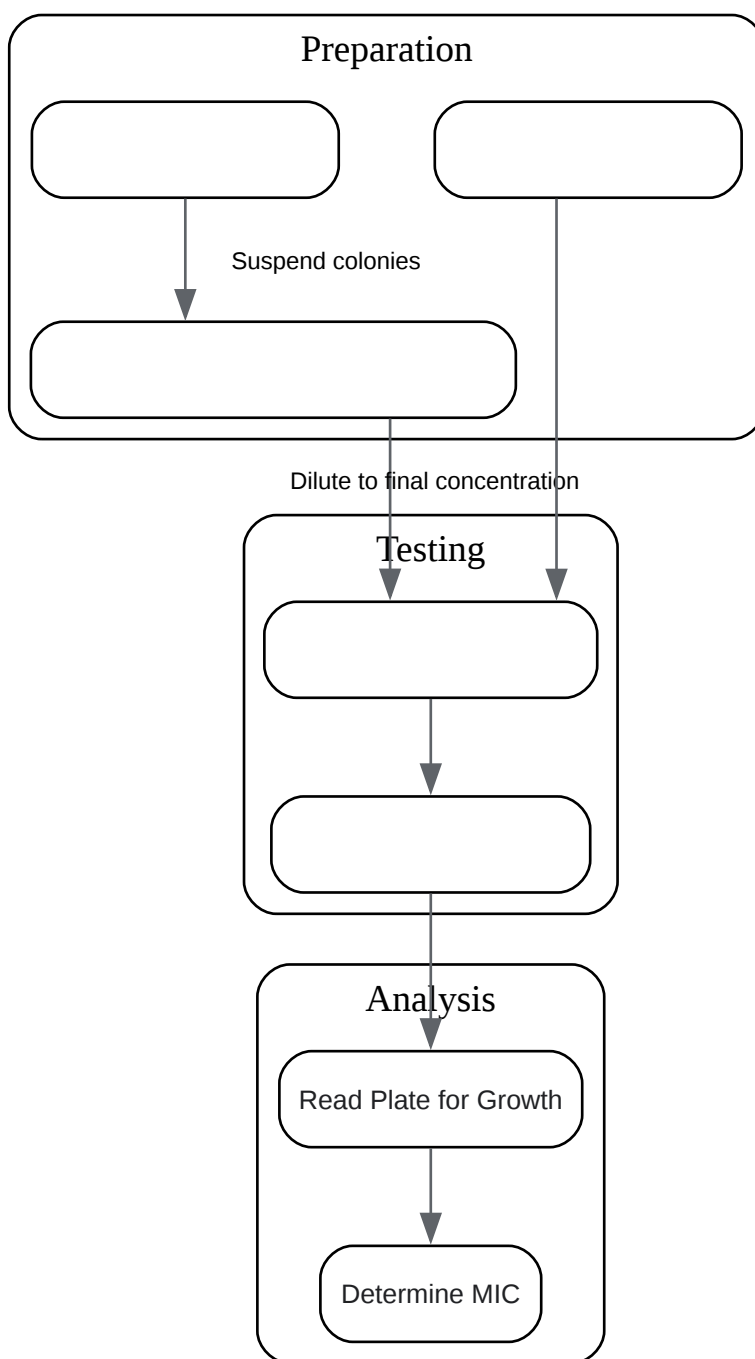 Preparation
Suspend colonies
Dilute to final concentration
Testing
Analysis
Read Plate for Growth
Determine MIC